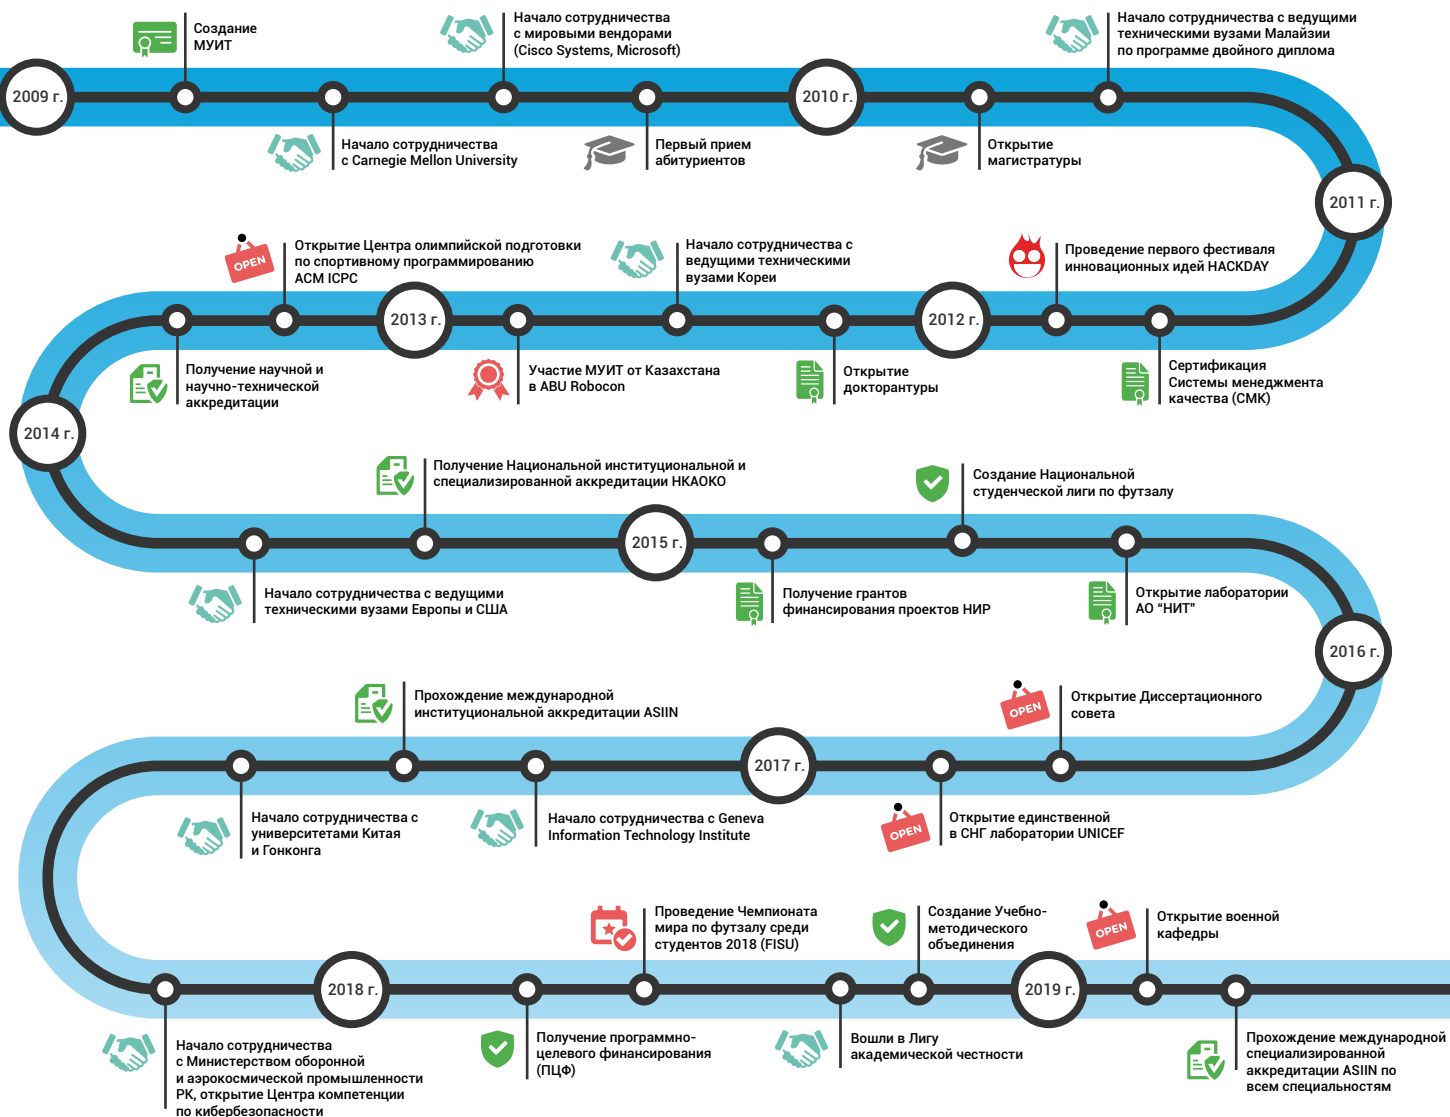 Создание
МУИТ
Начало сотрудничества
с мировыми вендорами
(Cisco Systems, Microsoft)
Начало сотрудничества с ведущими
техническими вузами Малайзии
по программе двойного диплома
2009 г.
2010 г.
Начало сотрудничества
с Carnegie Mellon University
Первый прием
абитуриентов
Открытие
магистратуры
2011 г.
OPEN
Открытие Центра олимпийской подготовки
по спортивному программированию
ACM ICPC
Начало сотрудничества с
ведущими техническими
вузами Кореи
Проведение первого фестиваля
инновационных идей HACKDAY
2013 г.
2012 г.
Получение научной и
научно-технической
аккредитации
Участие МУИТ от Казахстана
в ABU Robocon
Открытие
докторантуры
Сертификация
Системы менеджмента
качества (СМК)
2014 г.
Получение Национальной институциональной и
специализированной аккредитации НКАОКО
Создание Национальной
студенческой лиги по футзалу
2015 г.
Начало сотрудничества с ведущими
техническими вузами Европы и США
Получение грантов
финансирования проектов НИР
Открытие лаборатории
АО “НИТ”
2016 г.
Прохождение международной
институциональной аккредитации ASIIN
OPEN
Открытие Диссертационного
совета
2017 г.
Начало сотрудничества с
университетами Китая
и Гонконга
Начало сотрудничества с Geneva
Information Technology Institute
OPEN
Открытие единственной
в СНГ лаборатории UNICEF
Проведение Чемпионата
мира по футзалу среди
студентов 2018 (FISU)
Создание Учебно-
методического
объединения
OPEN
Открытие военной
кафедры
2018 г.
2019 г.
Начало сотрудничества
с Министерством оборонной
и аэрокосмической промышленности
РК, открытие Центра компетенции
по кибербезопасности
Получение программно-
целевого финансирования
(ПЦФ)
Вошли в Лигу
академической честности
Прохождение международной
специализированной
аккредитации ASIIN по
всем специальностям